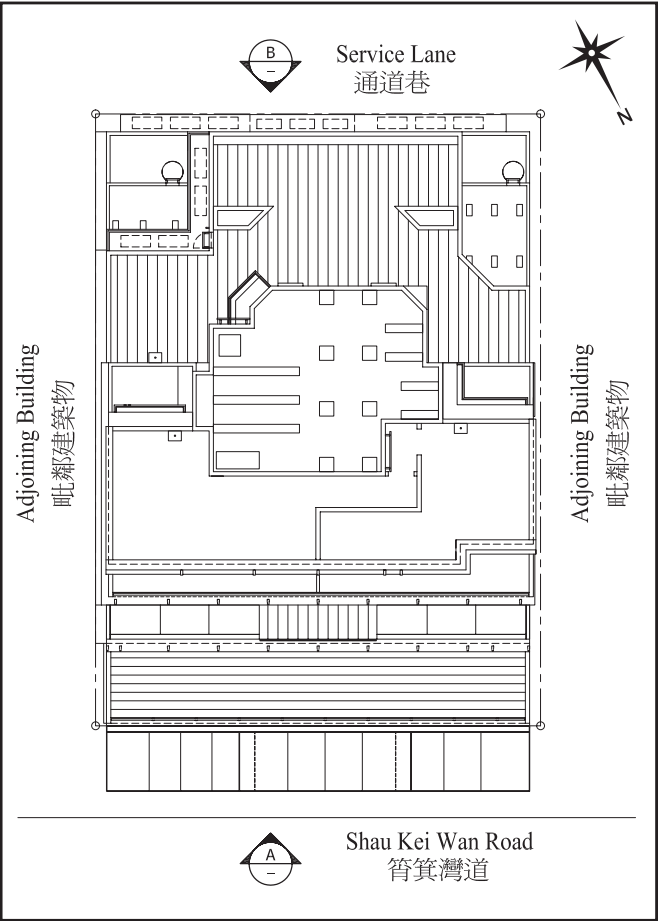 B
–
Service Lane
通道巷
N
Adjoining Building
毗鄰建築物
Adjoining Building
毗鄰建築物
A
–
Shau Kei Wan Road
筲箕灣道